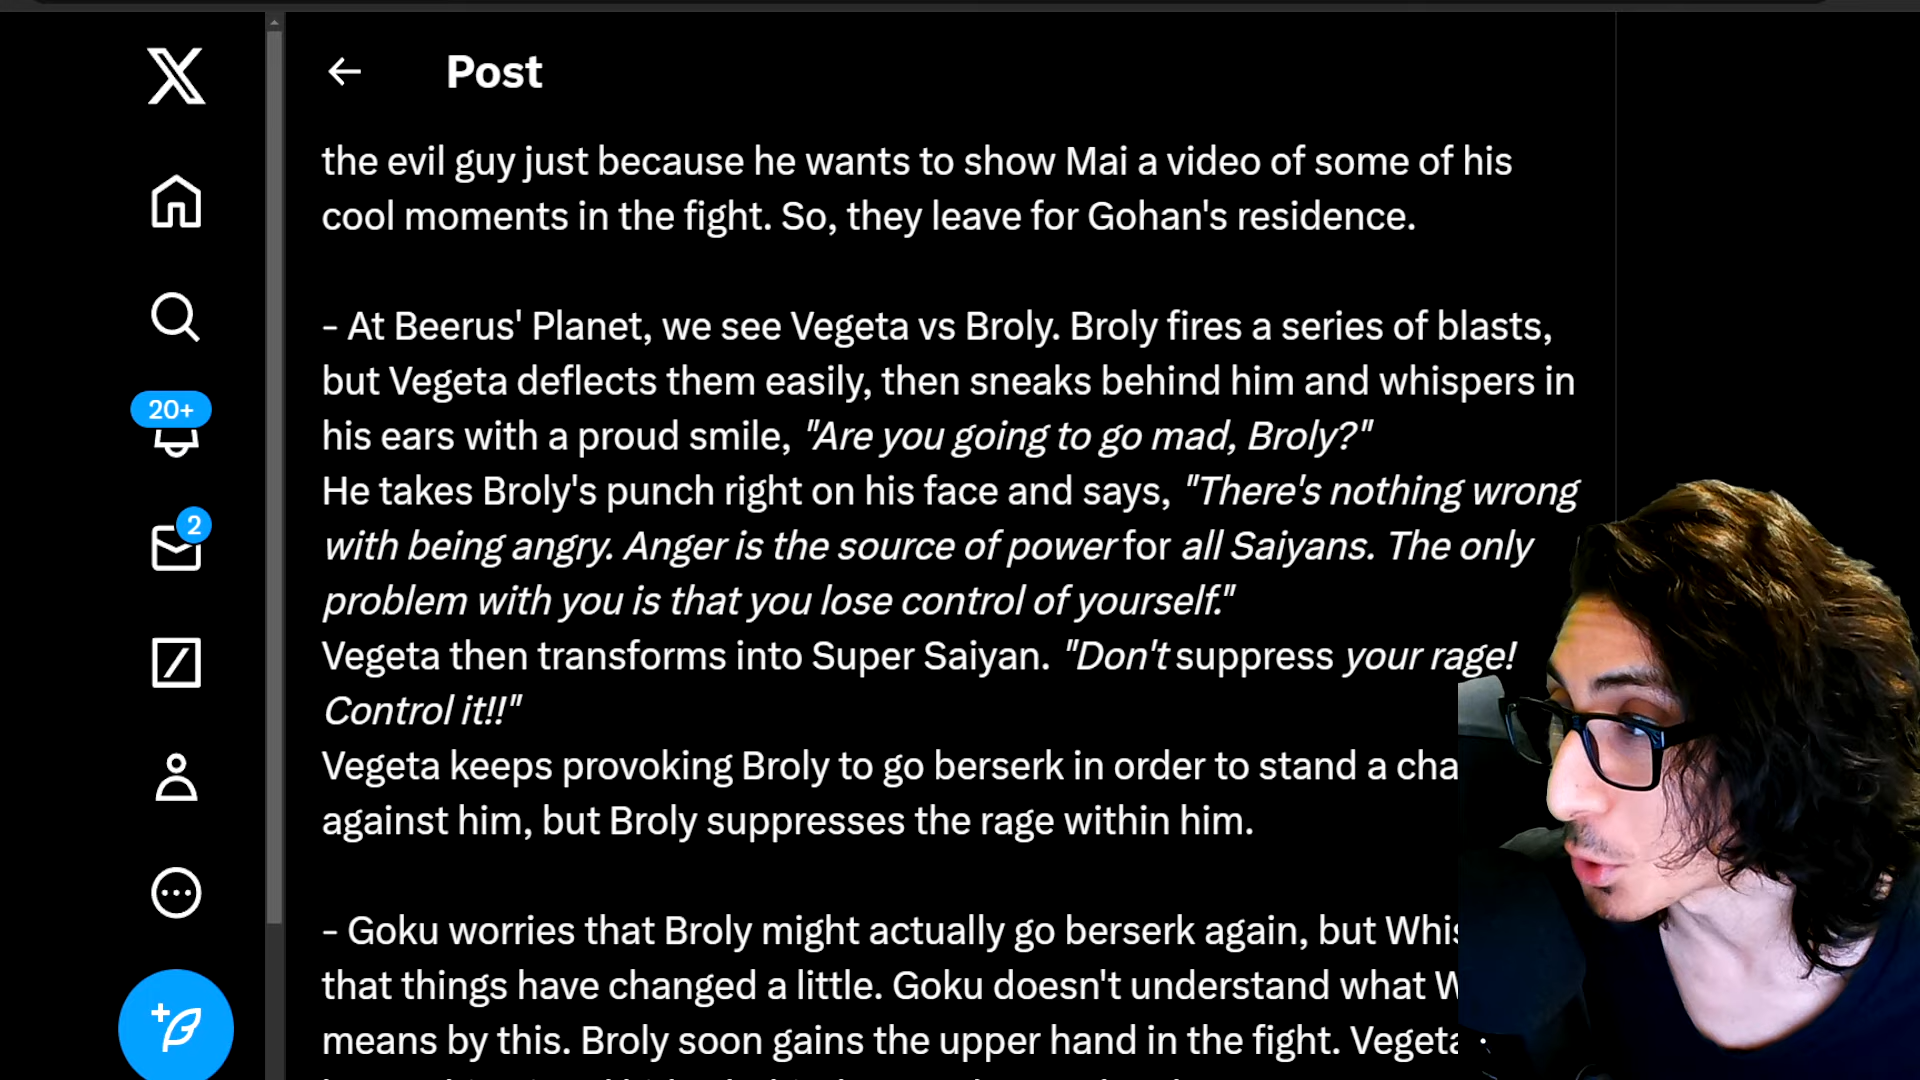 Post
the evil guy just because he wants to show Mai a video of some of his
cool moments in the fight. So, they leave for Gohan's residence.
- At Beerus' Planet, we see Vegeta vs Broly. Broly fires a series of blasts,
but Vegeta deflects them easily, then sneaks behind him and whispers in
his ears with a proud smile, "Are you going to go mad, Broly?"
He takes Broly's punch right on his face and says, "There's nothing wrong
with being angry. Anger is the source of power for all Saiyans. The only
problem with you is that you lose control of yourself."
Vegeta then transforms into Super Saiyan. "Don't suppress your rage!
Control it!!"
Vegeta keeps provoking Broly to go berserk in order to stand a
against him, but Broly suppresses the rage within him.
- Goku worries that Broly might actually go berserk again, but
that things have changed a little. Goku doesn't understand what
means by this. Broly soon gains the upper hand in the fight. Vegeta
20+
2